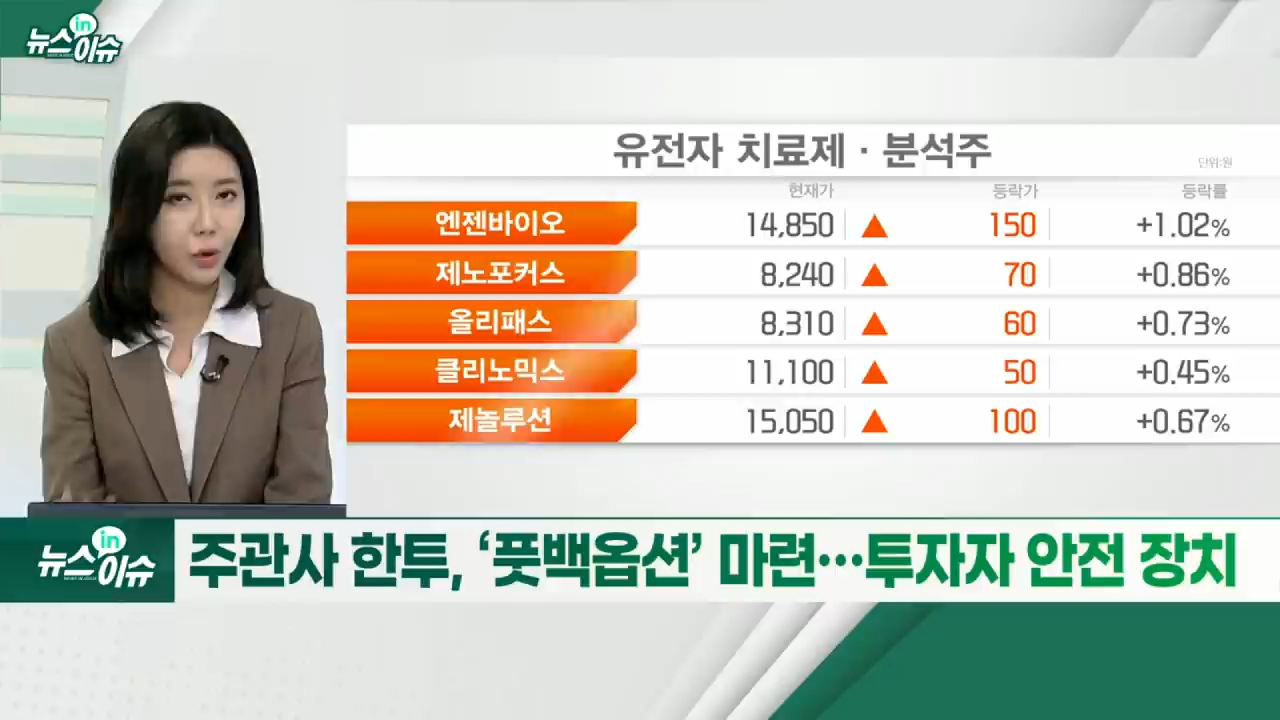 뉴스in이슈
유전자 치료제 · 분석주
단위:원
현재가 등락가 등락률
엔젠바이오 14,850 ▲ 150 +1.02%
제노포커스 8,240 ▲ 70 +0.86%
올리패스 8,310 ▲ 60 +0.73%
클리노믹스 11,100 ▲ 50 +0.45%
제놀루션 15,050 ▲ 100 +0.67%
뉴스in이슈
주관사 한투, ‘풋백옵션’ 마련…투자자 안전 장치